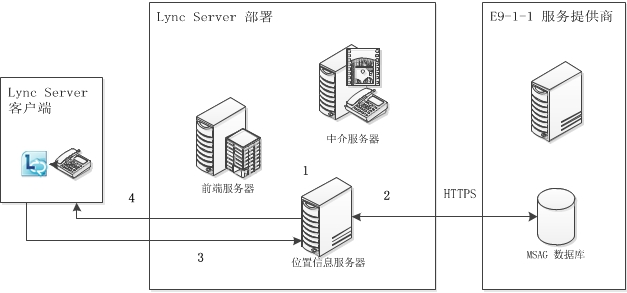 Lync Server 部署
E9-1-1 服务提供商
Lync Server
客户端
中介服务器
前端服务器
1
2
HTTPS
4
3
位置信息服务器
MSAG 数据库